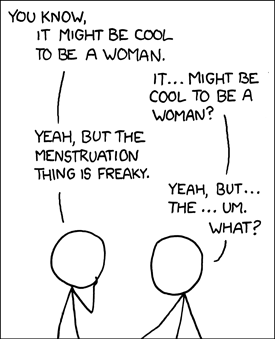 YOU KNOW,
IT MIGHT BE COOL
TO BE A WOMAN.
YEAH, BUT THE
MENSTRUATION
THING IS FREAKY.
IT... MIGHT BE
COOL TO BE A
WOMAN?
YEAH, BUT...
THE ... UM.
WHAT?